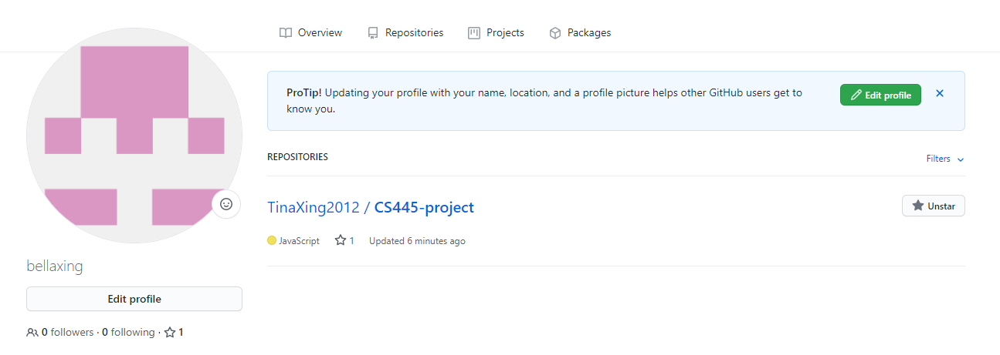 Overview Repositories Projects Packages
ProTip! Updating your profile with your name, location, and a profile picture helps other GitHub users get to
know you.
Edit profile
REPOSITORIES
Filters
TinaXing2012 / CS445-project
Unstar
JavaScript 1 Updated 6 minutes ago
bellaxing
Edit profile
0 followers · 0 following · 1